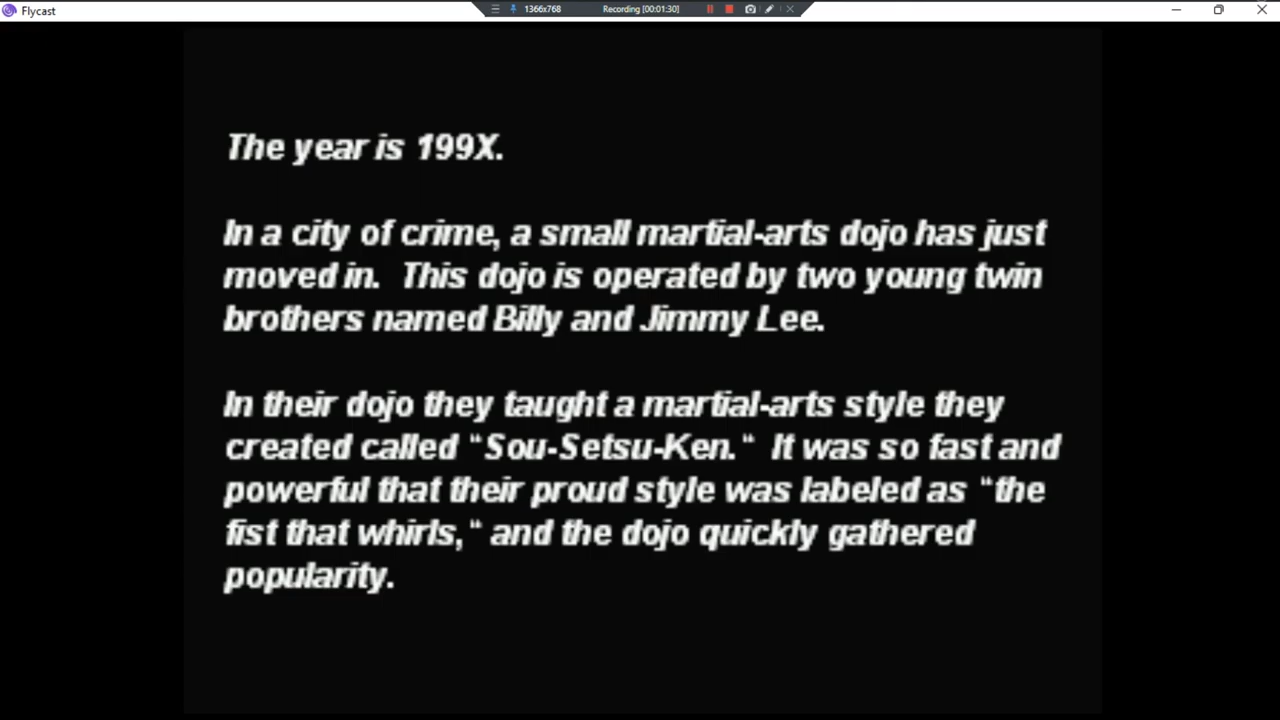 Flycast
1366x768
Recording [00:01:30]
The year is 199X.
In a city of crime, a small martial-arts dojo has just
moved in. This dojo is operated by two young twin
brothers named Billy and Jimmy Lee.
In their dojo they taught a martial-arts style they
created called "Sou-Setsu-Ken." It was so fast and
powerful that their proud style was labeled as "the
fist that whirls," and the dojo quickly gathered
popularity.